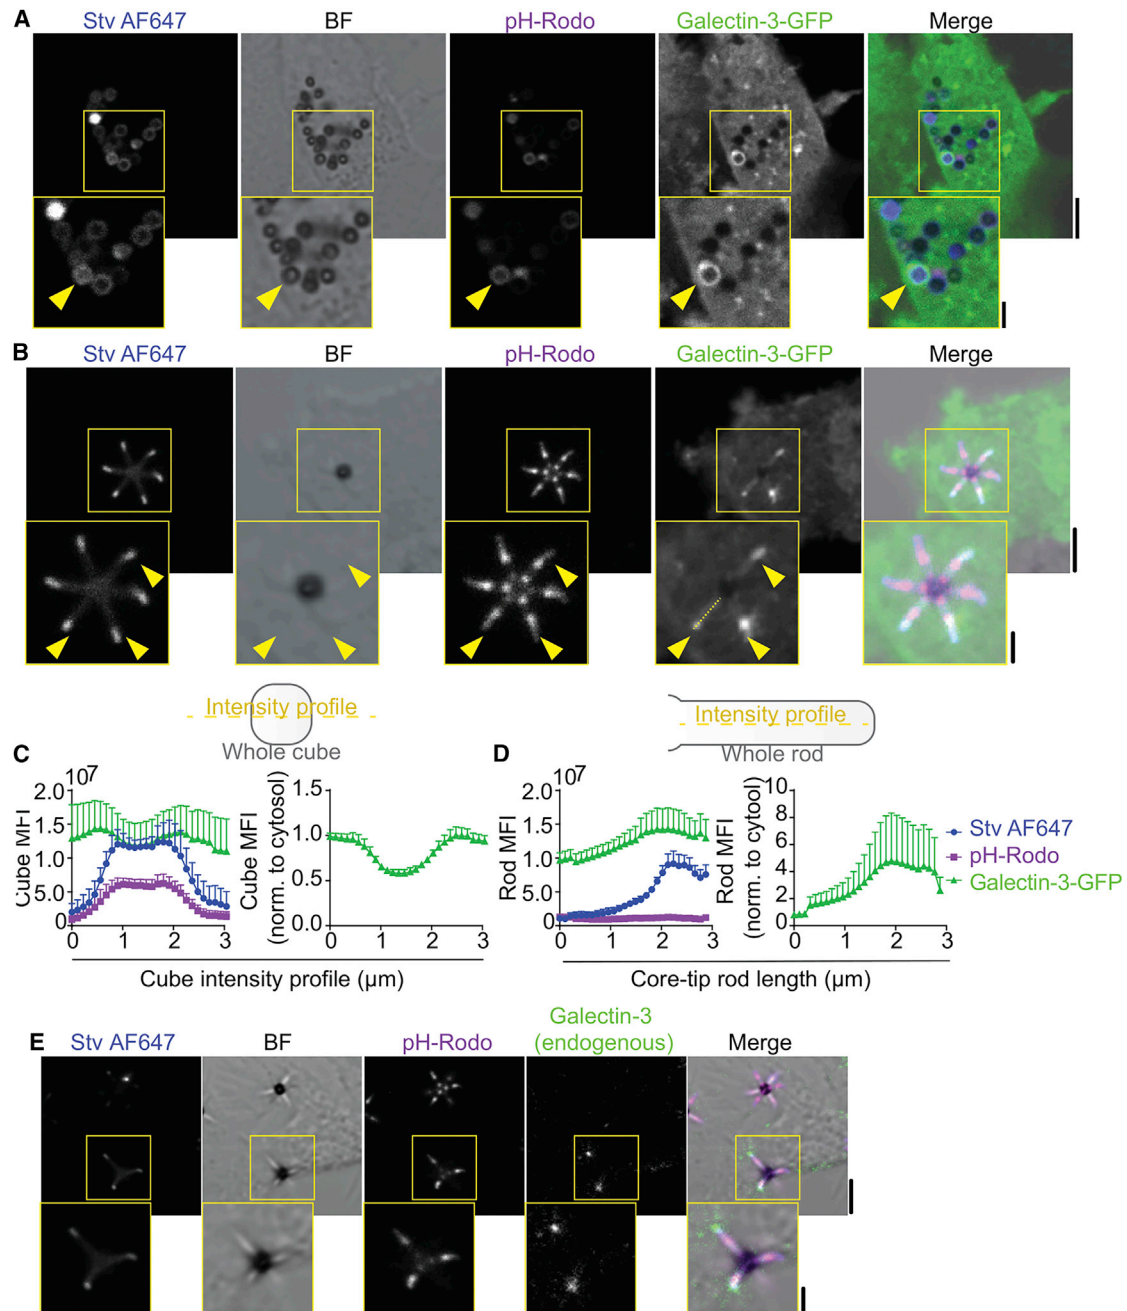 A
Stv AF647 BF pH-Rodo Galectin-3-GFP Merge
B
Stv AF647 BF pH-Rodo Galectin-3-GFP Merge
Intensity profile
Whole cube
Intensity profile
Whole rod
C
10⁷
2.0
1.5
1.0
5.0
0
Cube MFI
0 1 2 3
1.5
1.0
0.5
0.0
Cube MFI
(norm. to cytosol)
0 1 2 3
Cube intensity profile (µm)
D
10⁷
2.0
1.5
1.0
5.0
0
Rod MFI
0 1 2 3
10
8
6
4
2
0
Rod MFI
(norm. to cytool)
0 1 2 3
Core-tip rod length (µm)
Stv AF647
pH-Rodo
Galectin-3-GFP
E
Stv AF647 BF pH-Rodo Galectin-3
(endogenous) Merge